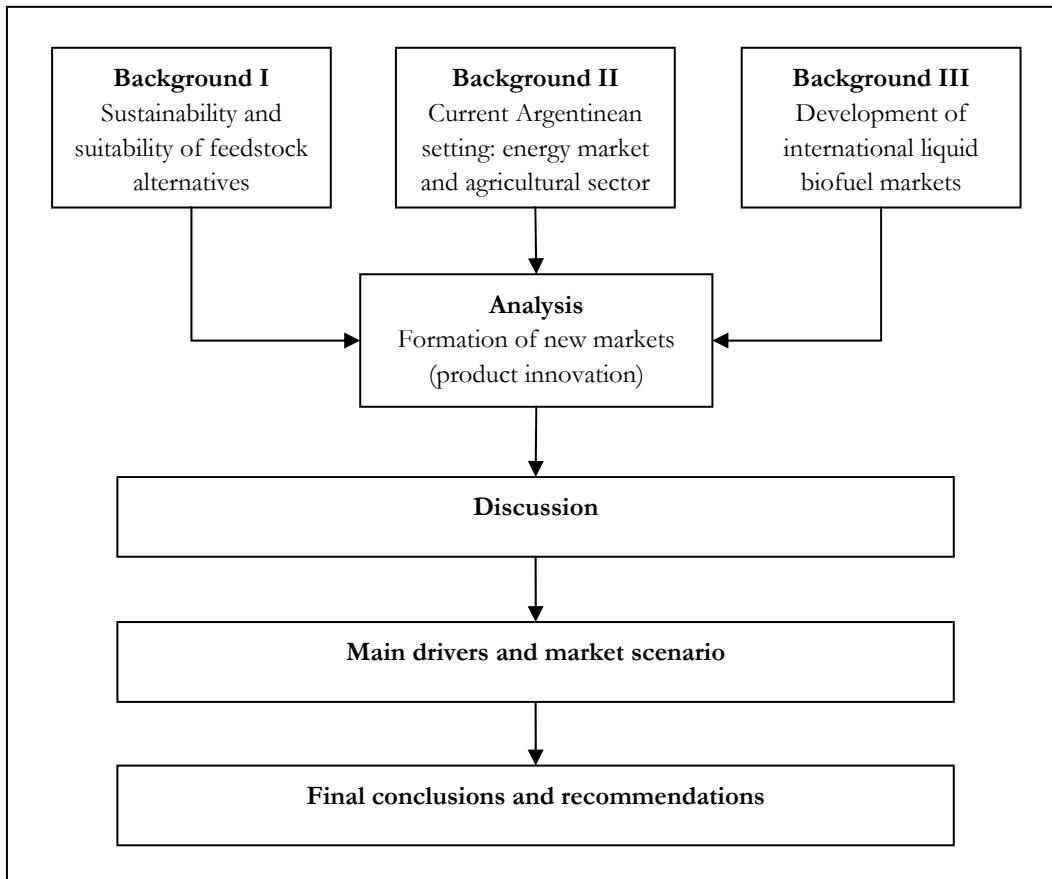 Background I
Sustainability and
suitability of feedstock
alternatives
Background II
Current Argentinean
setting: energy market
and agricultural sector
Background III
Development of
international liquid
biofuel markets
Analysis
Formation of new markets
(product innovation)
Discussion
Main drivers and market scenario
Final conclusions and recommendations